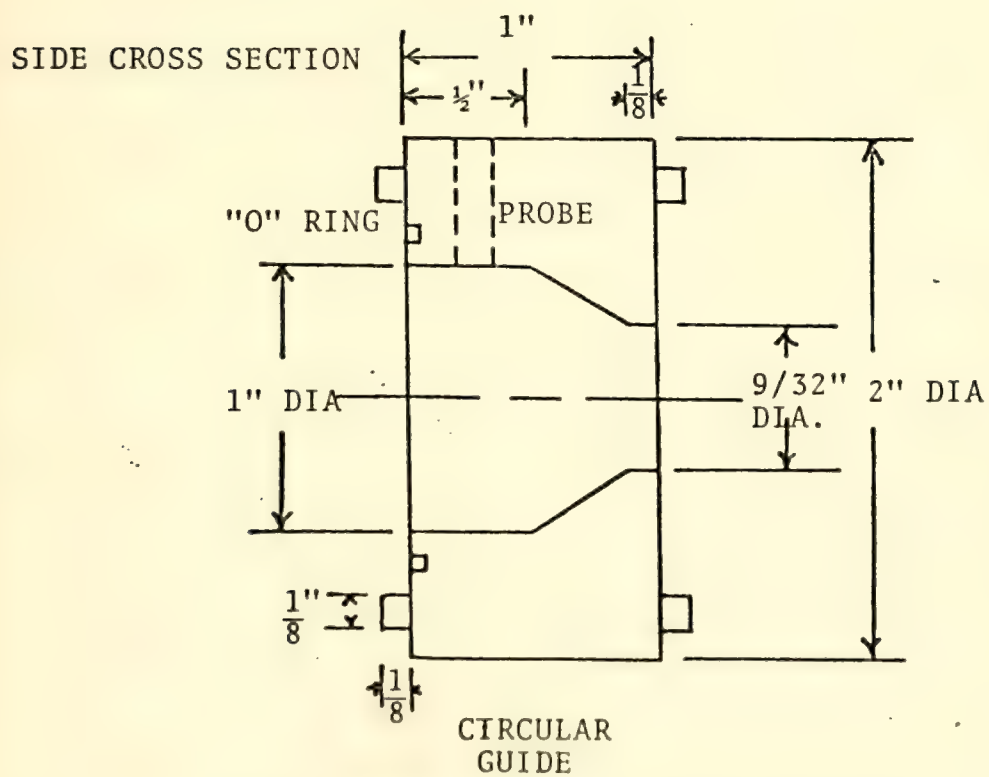 1"
SIDE CROSS SECTION
½"
1/8
"O" RING
PROBE
1" DIA
9/32" 2" DIA
DIA.
1/8"
1/8
CIRCULAR
GUIDE